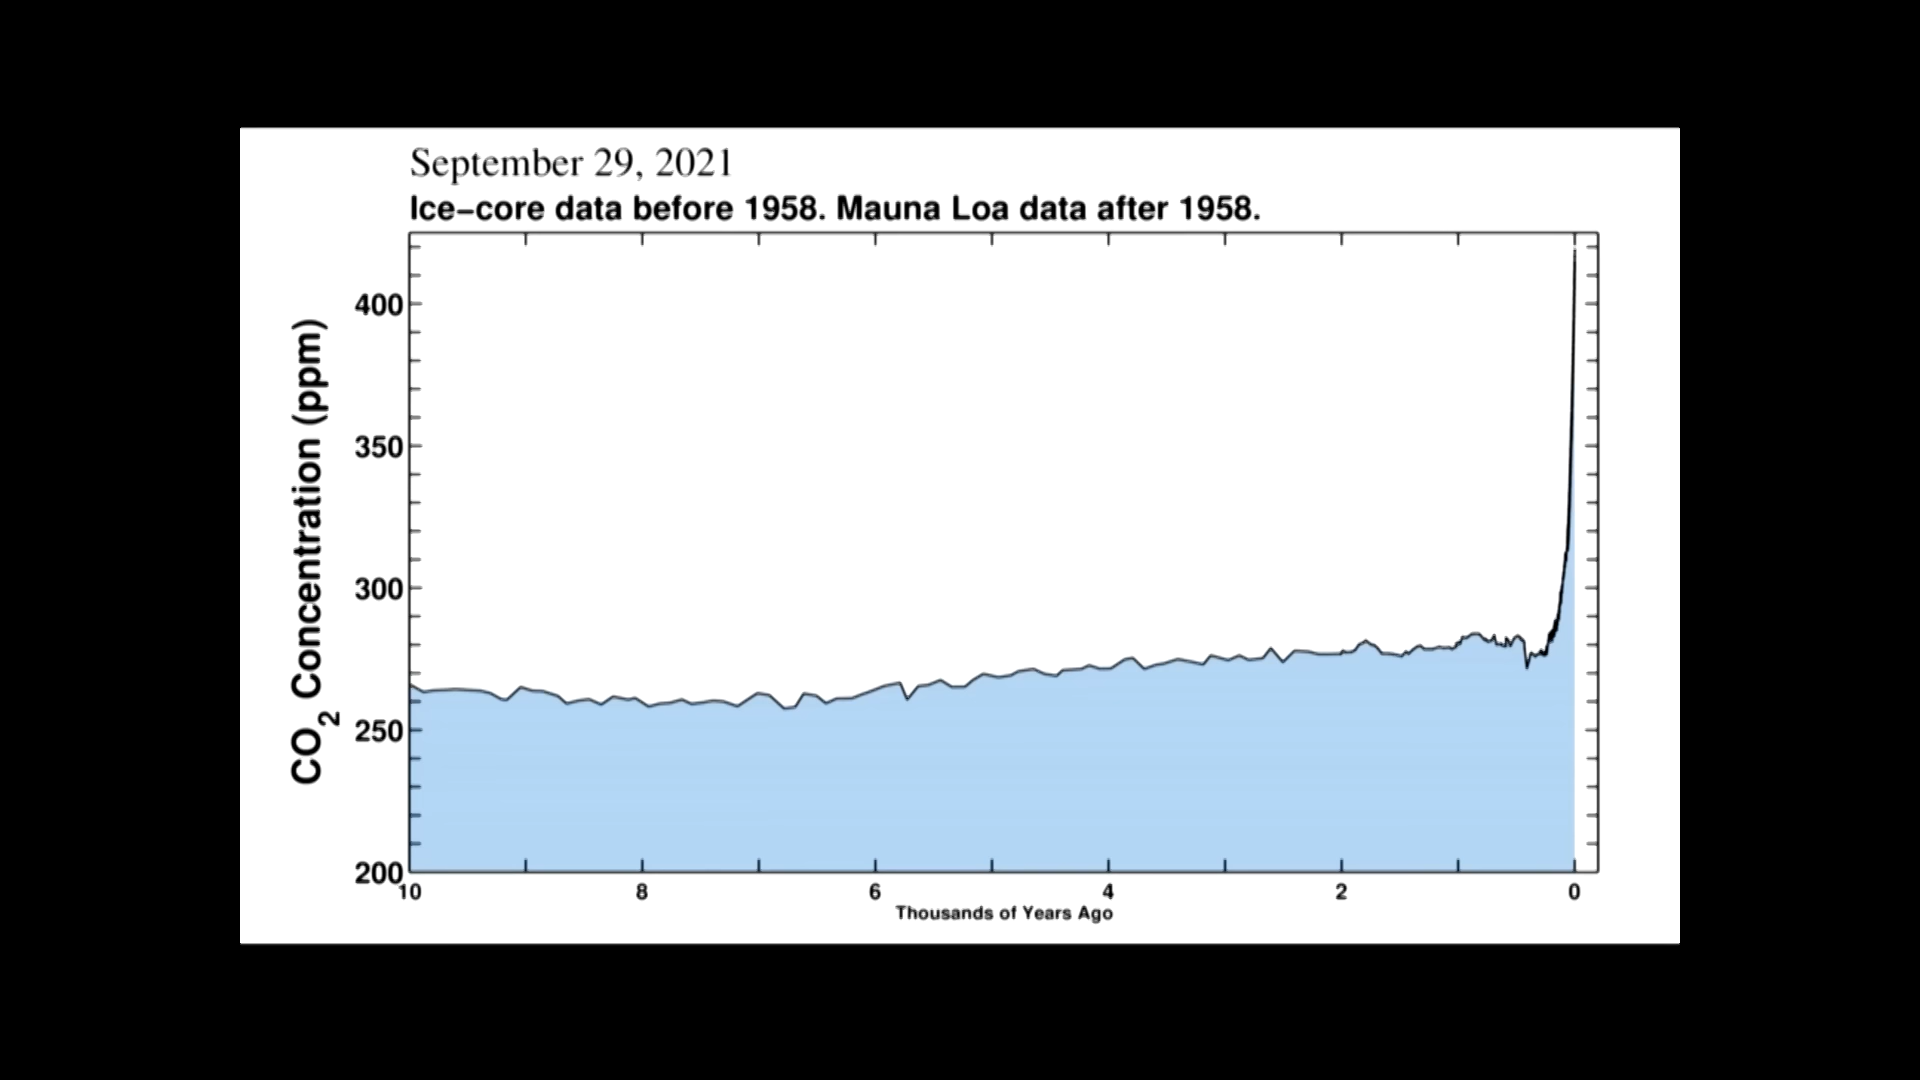 September 29, 2021
Ice–core data before 1958. Mauna Loa data after 1958.
CO2 Concentration (ppm)
400
350
300
250
200
10 8 6 4 2 0
Thousands of Years Ago